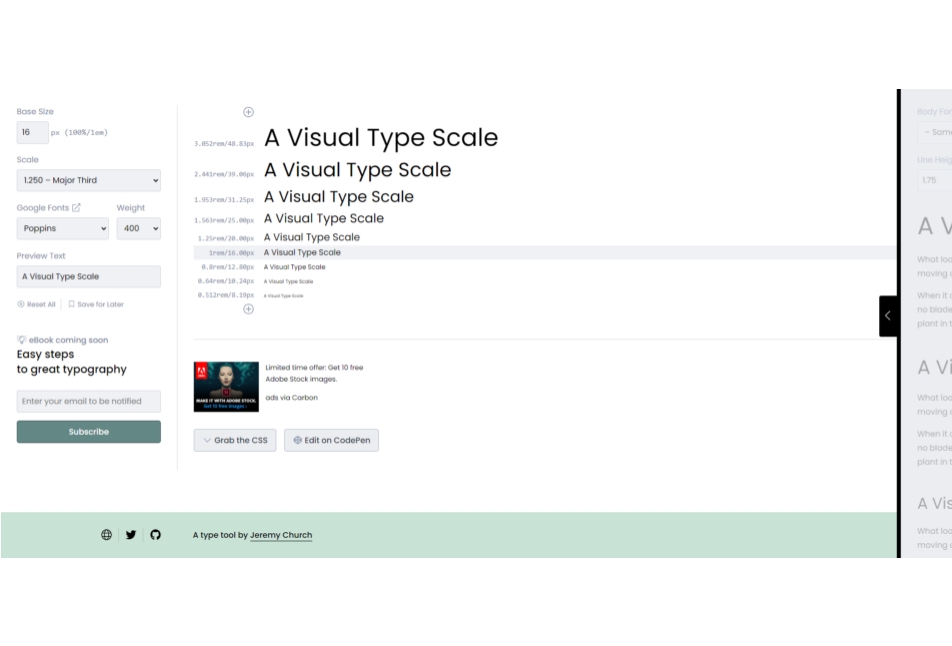 Base Size
16 px (100%/1em)
Scale
1.250 – Major Third
Google Fonts
Weight
Poppins
400
Preview Text
A Visual Type Scale
Reset All
Save for Later
eBook coming soon
Easy steps
to great typography
Enter your email to be notified
Subscribe
3.052rem/48.83px A Visual Type Scale
2.441rem/39.06px A Visual Type Scale
1.953rem/31.25px A Visual Type Scale
1.563rem/25.00px A Visual Type Scale
1.25rem/20.00px A Visual Type Scale
1rem/16.00px A Visual Type Scale
0.8rem/12.80px A Visual Type Scale
0.64rem/10.24px A Visual Type Scale
0.512rem/8.19px A Visual Type Scale
MAKE IT WITH ADOBE STOCK.
Get 10 free images ›
Limited time offer: Get 10 free
Adobe Stock images.
ads via Carbon
Grab the CSS
Edit on CodePen
A type tool by Jeremy Church
Body Fon
– Same
Line Heig
1.75
A V
What loo
moving a
When it c
no blade
plant in t
A Vi
What loo
moving a
When it c
no blade
plant in t
A Vis
What loo
moving a